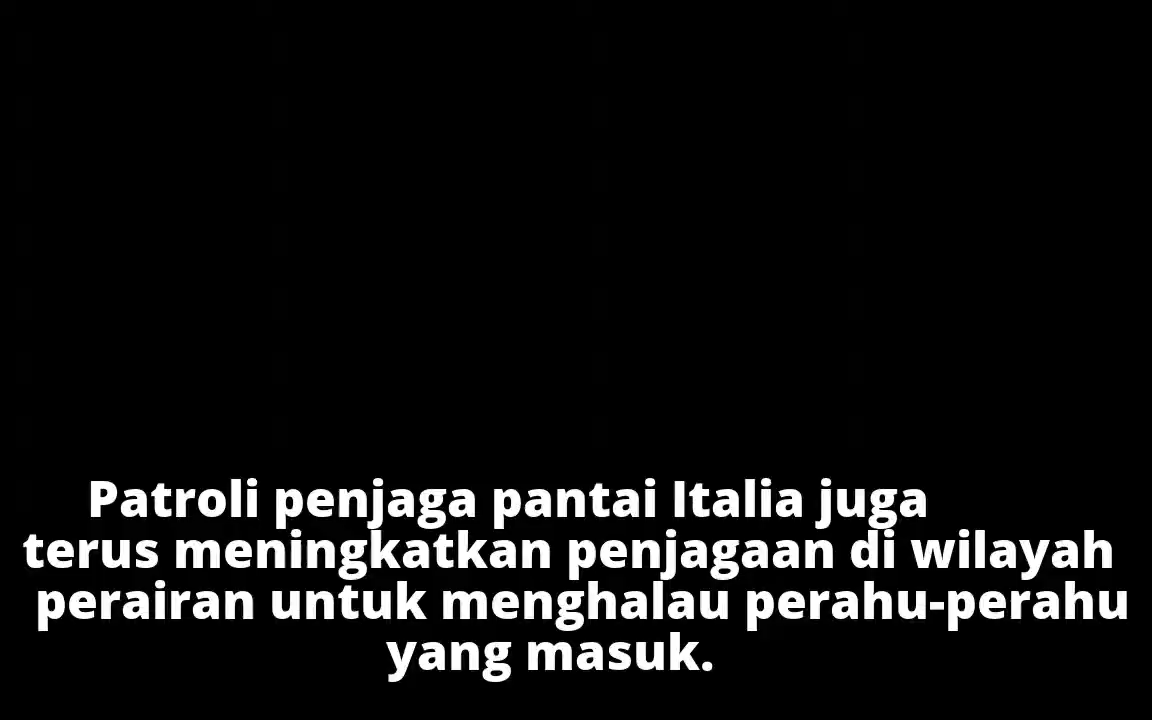 Patroli penjaga pantai Italia juga
terus meningkatkan penjagaan di wilayah
perairan untuk menghalau perahu-perahu
yang masuk.